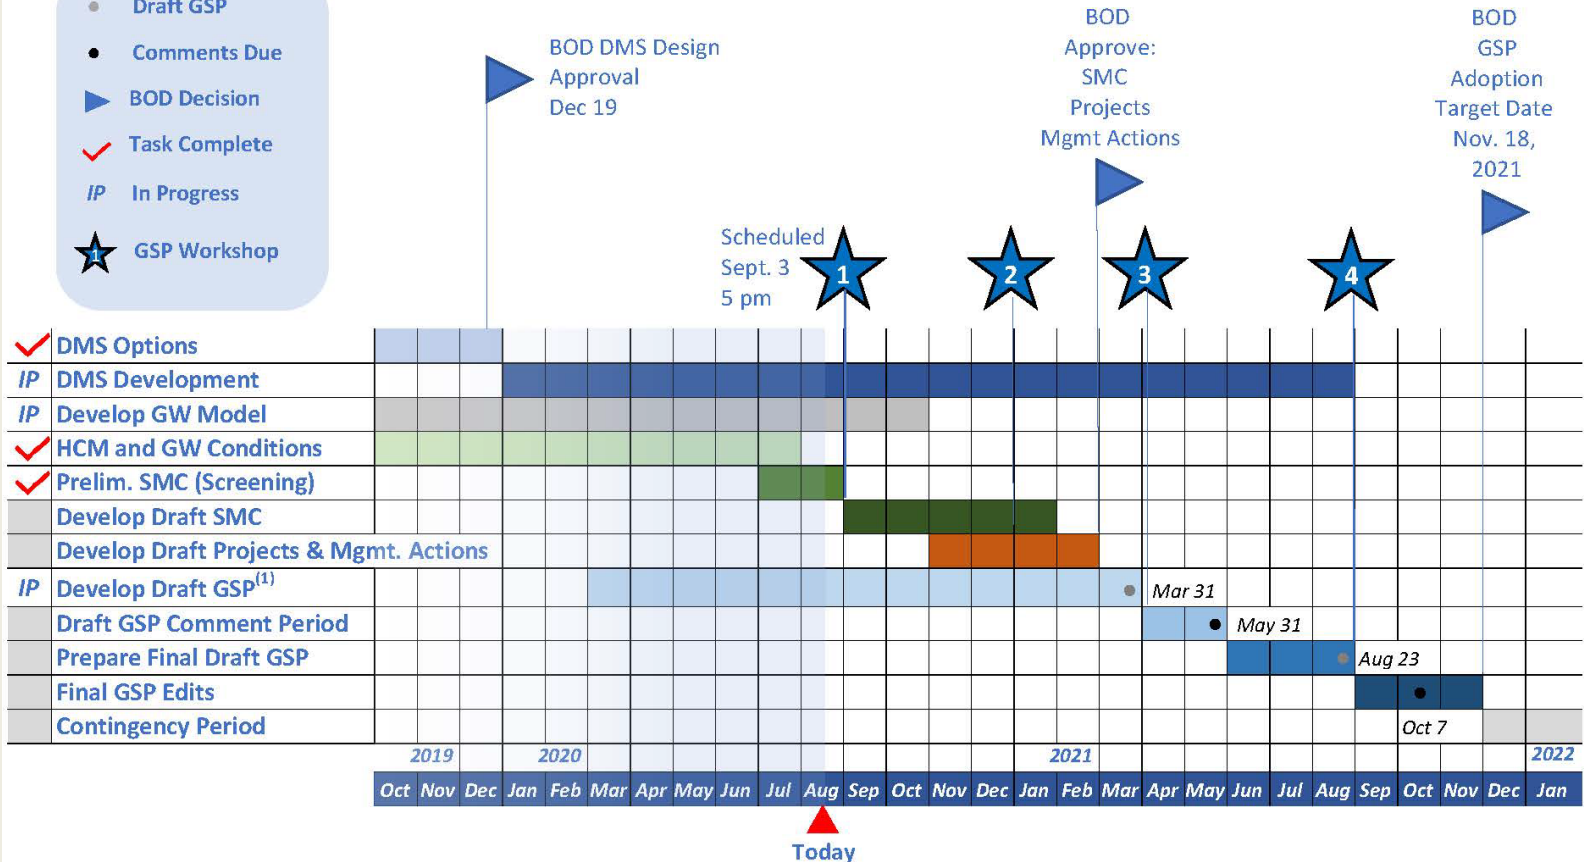 Draft GSP
Comments Due
BOD Decision
Task Complete
IP In Progress
1 GSP Workshop
BOD DMS Design
Approval
Dec 19
BOD
Approve:
SMC
Projects
Mgmt Actions
BOD
GSP
Adoption
Target Date
Nov. 18,
2021
Scheduled
Sept. 3
5 pm
1
2
3
4
DMS Options
IP DMS Development
IP Develop GW Model
HCM and GW Conditions
Prelim. SMC (Screening)
Develop Draft SMC
Develop Draft Projects & Mgmt. Actions
IP Develop Draft GSP(1) Mar 31
Draft GSP Comment Period May 31
Prepare Final Draft GSP Aug 23
Final GSP Edits
Contingency Period Oct 7
2019 2020 2021 2022
Oct Nov Dec Jan Feb Mar Apr May Jun Jul Aug Sep Oct Nov Dec Jan Feb Mar Apr May Jun Jul Aug Sep Oct Nov Dec Jan
Today